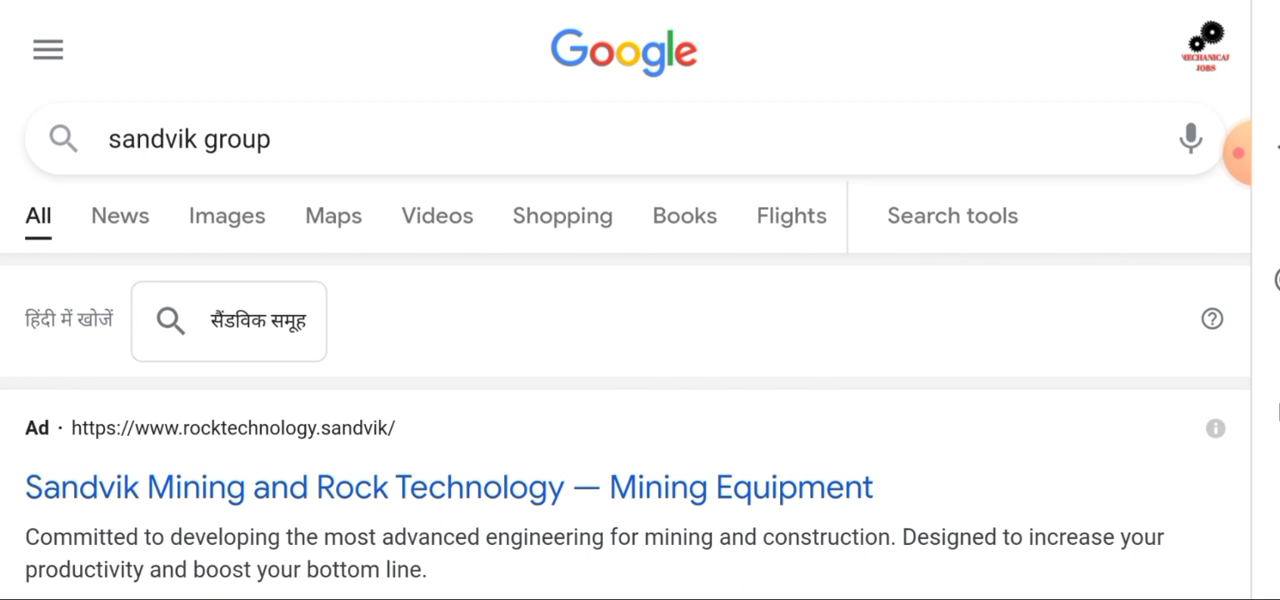 Google
MECHANICAL
JOBS
sandvik group
All News Images Maps Videos Shopping Books Flights Search tools
हिंदी में खोजें सैंडविक समूह
Ad · https://www.rocktechnology.sandvik/
Sandvik Mining and Rock Technology — Mining Equipment
Committed to developing the most advanced engineering for mining and construction. Designed to increase your
productivity and boost your bottom line.